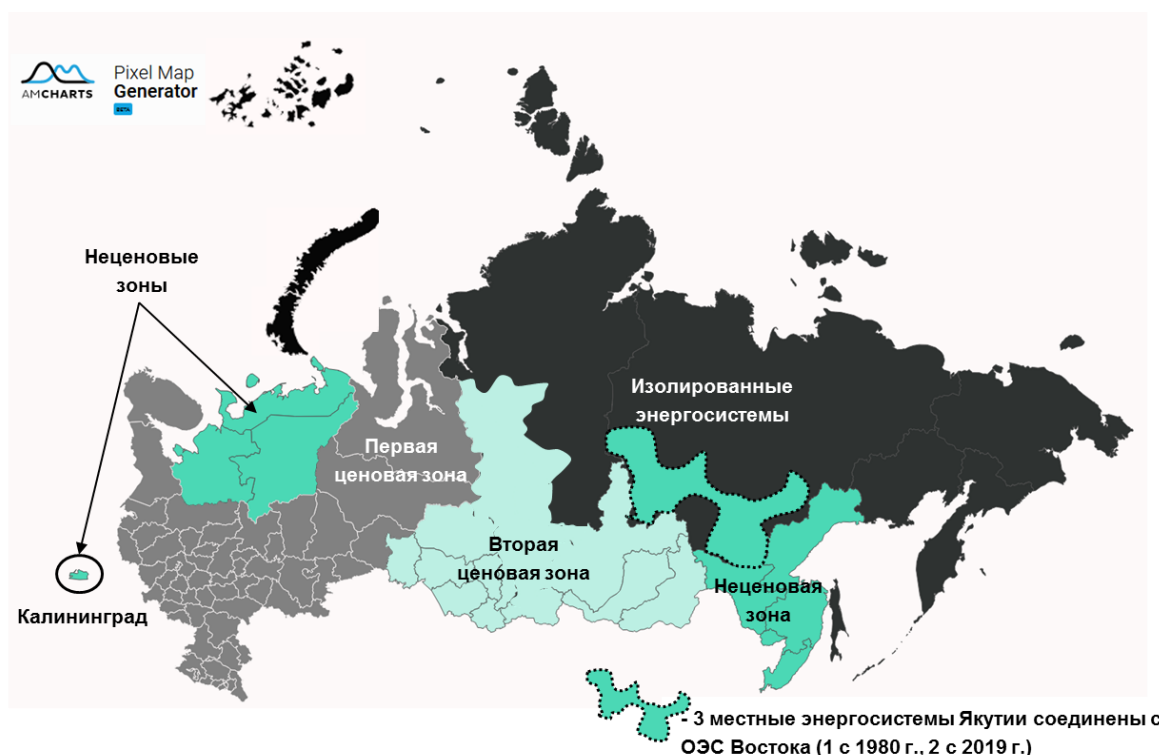 AMCHARTS
Pixel Map
Generator
BETA
Неценовые
зоны
Изолированные
энергосистемы
Первая
ценовая зона
Вторая
ценовая зона
Неценовая
зона
Калининград
- 3 местные энергосистемы Якутии соединены с
ОЭС Востока (1 с 1980 г., 2 с 2019 г.)